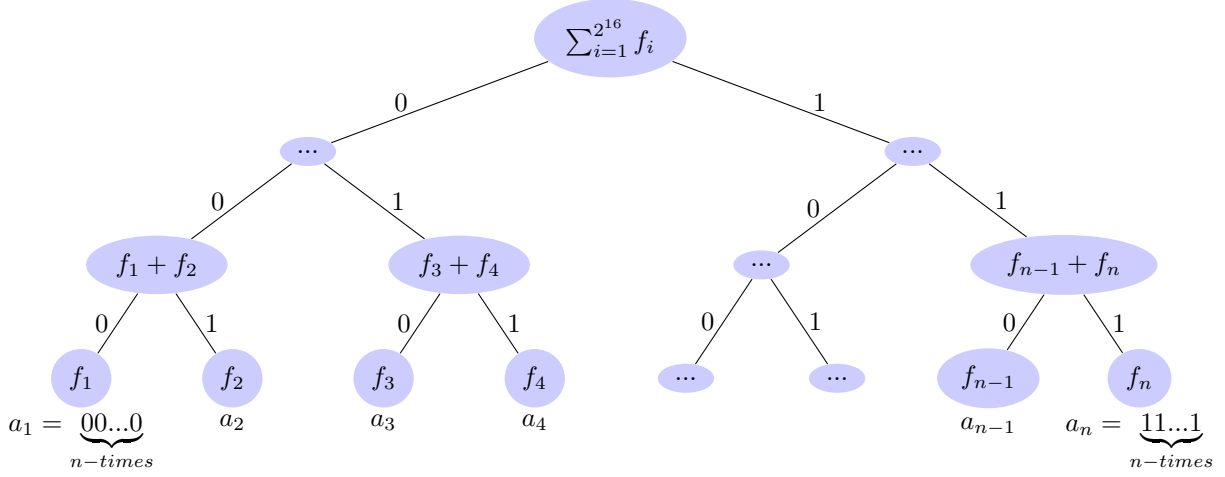 ∑_{i=1}^{2^{16}} f_i
0 1
... ...
0 1 0 1
f_1 + f_2 f_3 + f_4 ... f_{n−1} + f_n
0 1 0 1 0 1 0 1
f_1 f_2 f_3 f_4 ... ... f_{n−1} f_n
a_1 = 00...0 a_2 a_3 a_4 a_{n−1} a_n = 11...1
n−times n−times